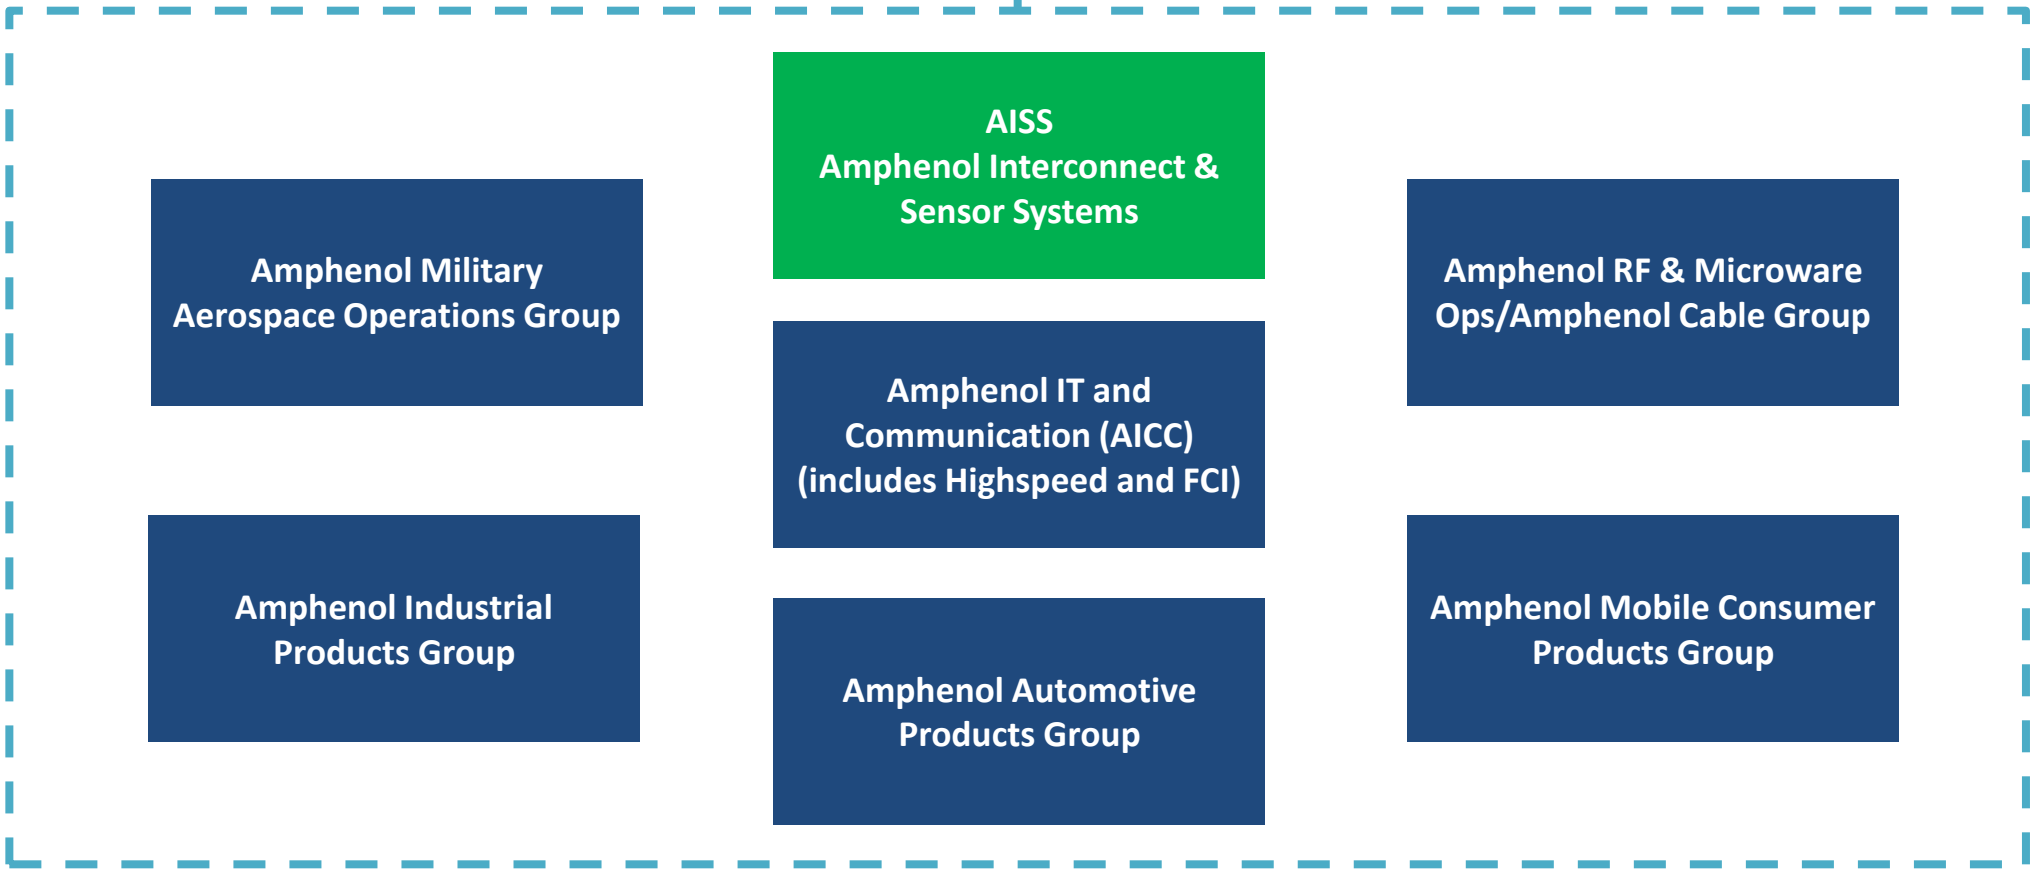 AISS
Amphenol Interconnect &
Sensor Systems
Amphenol Military
Aerospace Operations Group
Amphenol RF & Microware
Ops/Amphenol Cable Group
Amphenol IT and
Communication (AICC)
(includes Highspeed and FCI)
Amphenol Industrial
Products Group
Amphenol Mobile Consumer
Products Group
Amphenol Automotive
Products Group